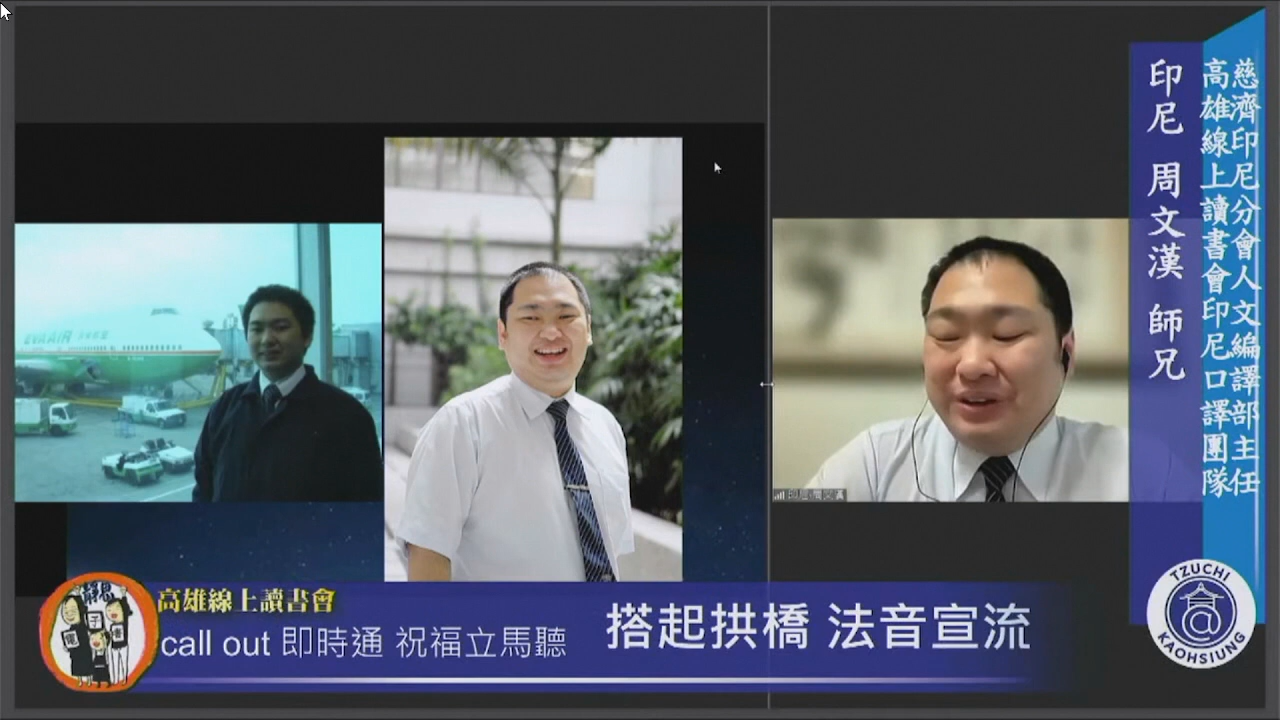 慈濟印尼分會人文編譯部主任
高雄線上讀書會印尼口譯團隊
印尼 周文漢 師兄
EVA AIR
高雄線上讀書會
call out 即時通 祝福立馬聽
搭起拱橋 法音宣流
TZUCHI
KAOHSIUNG